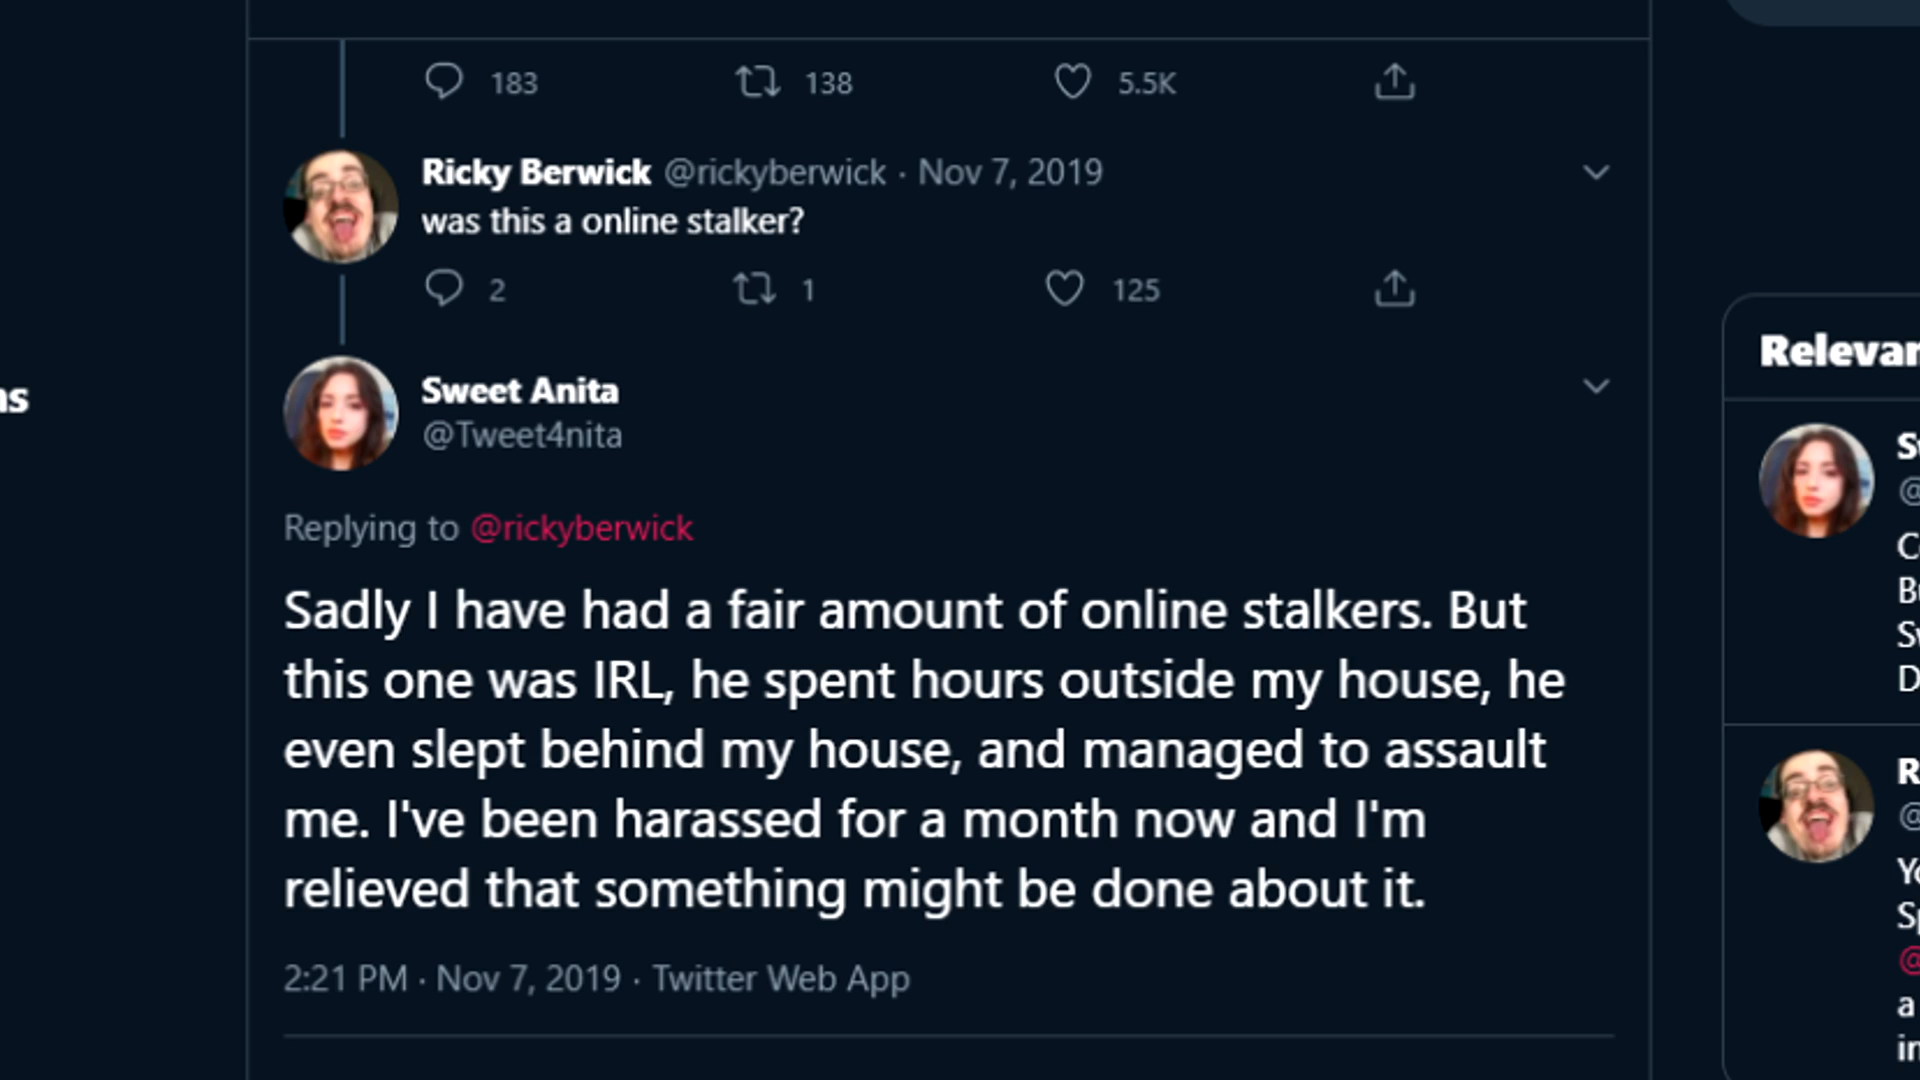 183 138 5.5K
Ricky Berwick @rickyberwick · Nov 7, 2019
was this a online stalker?
2 1 125
Sweet Anita
@Tweet4nita
Replying to @rickyberwick
Sadly I have had a fair amount of online stalkers. But
this one was IRL, he spent hours outside my house, he
even slept behind my house, and managed to assault
me. I've been harassed for a month now and I'm
relieved that something might be done about it.
2:21 PM · Nov 7, 2019 · Twitter Web App